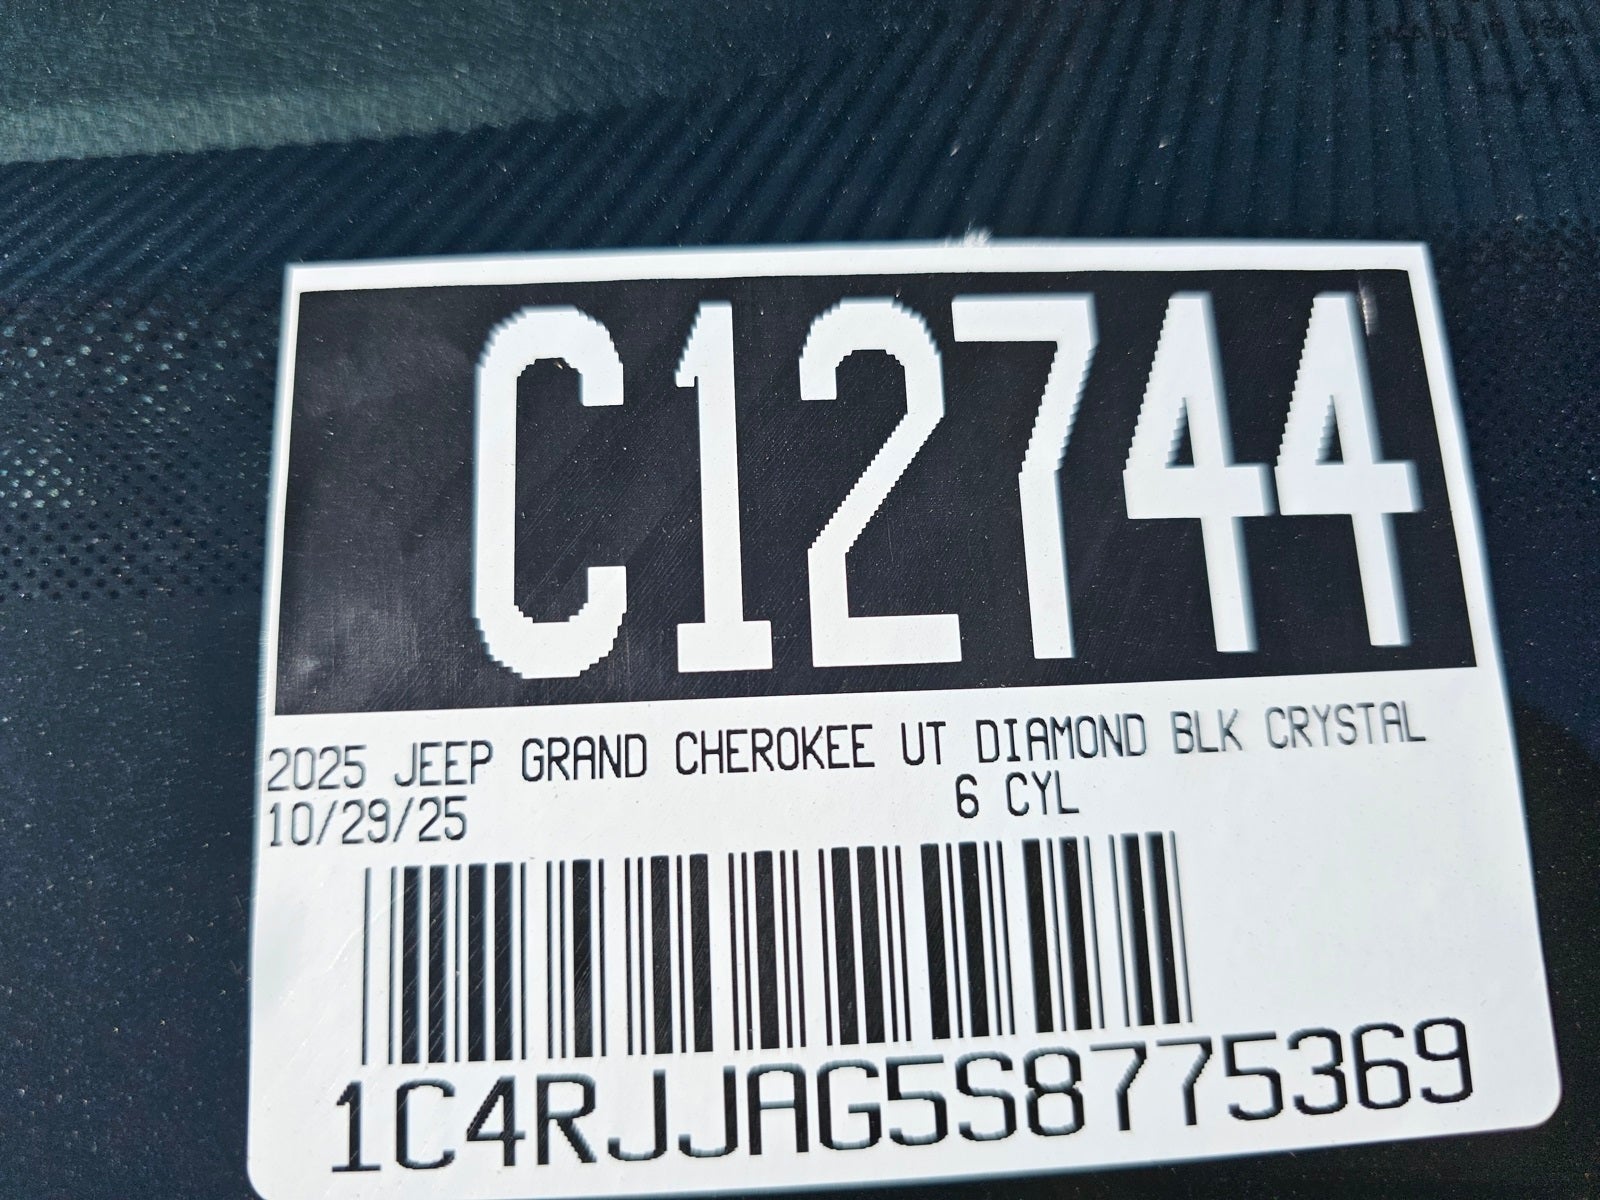 C12744
2025 JEEP GRAND CHEROKEE UT DIAMOND BLK CRYSTAL
10/29/25 6 CYL
1C4RJJAG5S8775369